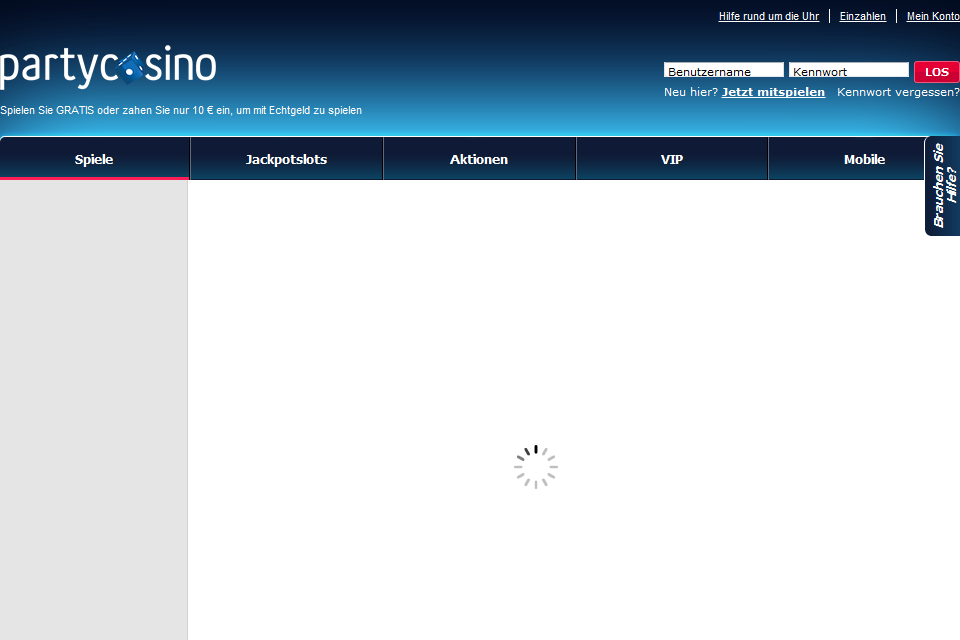 Hilfe rund um die Uhr Einzahlen Mein Konto
partycasino
Benutzername Kennwort LOS
Neu hier? Jetzt mitspielen Kennwort vergessen?
Spielen Sie GRATIS oder zahen Sie nur 10 € ein, um mit Echtgeld zu spielen
Spiele Jackpotslots Aktionen VIP Mobile
Brauchen Sie
Hilfe?